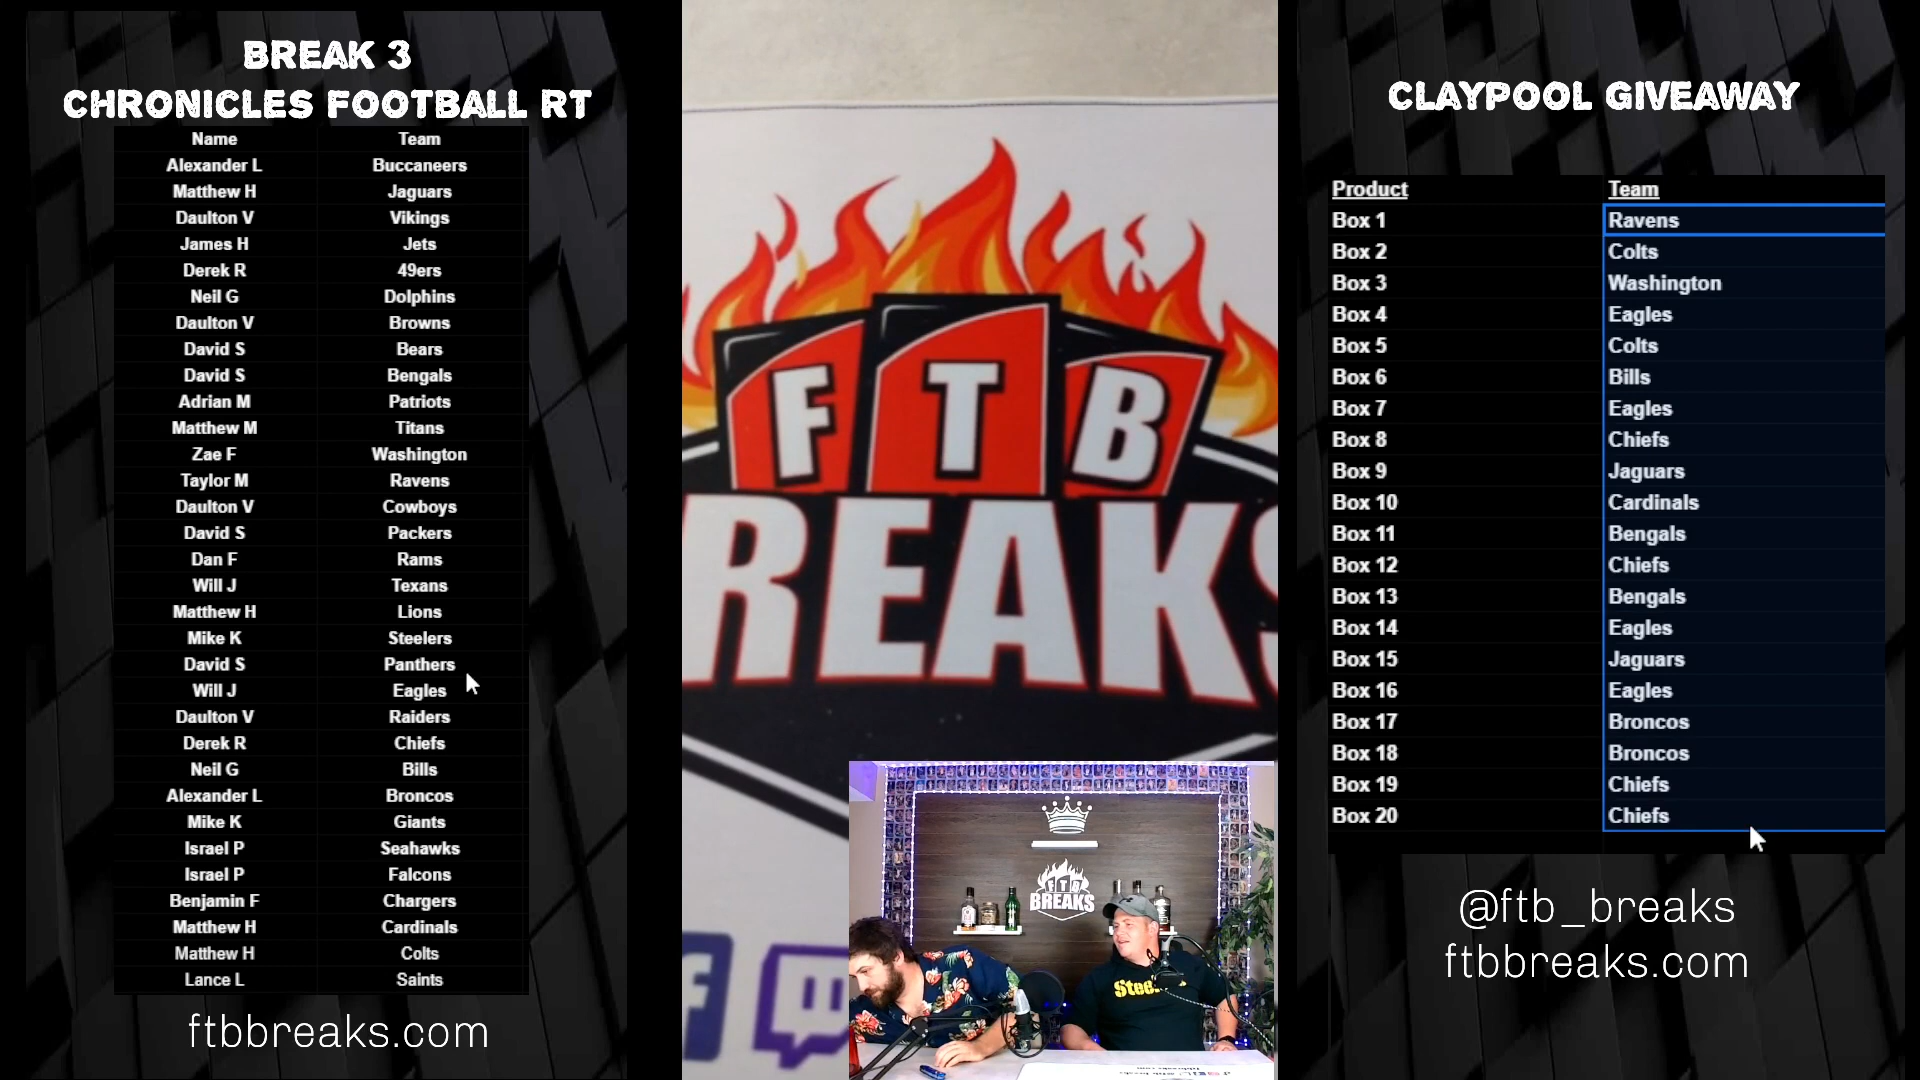 BREAK 3
CHRONICLES FOOTBALL RT
Name Team
Alexander L Buccaneers
Matthew H Jaguars
Daulton V Vikings
James H Jets
Derek R 49ers
Neil G Dolphins
Daulton V Browns
David S Bears
David S Bengals
Adrian M Patriots
Matthew M Titans
Zae F Washington
Taylor M Ravens
Daulton V Cowboys
David S Packers
Dan F Rams
Will J Texans
Matthew H Lions
Mike K Steelers
David S Panthers
Will J Eagles
Daulton V Raiders
Derek R Chiefs
Neil G Bills
Alexander L Broncos
Mike K Giants
Israel P Seahawks
Israel P Falcons
Benjamin F Chargers
Matthew H Cardinals
Matthew H Colts
Lance L Saints
ftbbreaks.com
FTB
REAKS
FTB
BREAKS
Stee
CLAYPOOL GIVEAWAY
Product Team
Box 1 Ravens
Box 2 Colts
Box 3 Washington
Box 4 Eagles
Box 5 Colts
Box 6 Bills
Box 7 Eagles
Box 8 Chiefs
Box 9 Jaguars
Box 10 Cardinals
Box 11 Bengals
Box 12 Chiefs
Box 13 Bengals
Box 14 Eagles
Box 15 Jaguars
Box 16 Eagles
Box 17 Broncos
Box 18 Broncos
Box 19 Chiefs
Box 20 Chiefs
@ftb_breaks
ftbbreaks.com